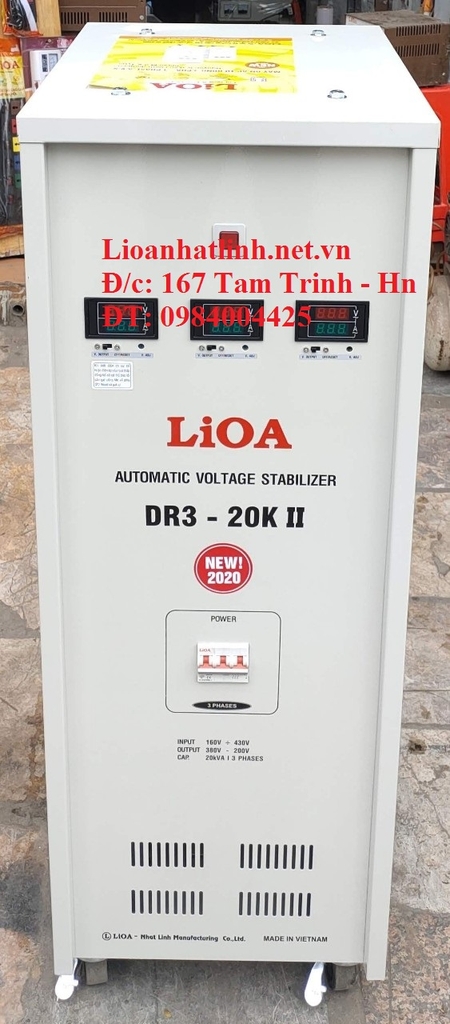 LiOA
Lioanhatlinh.net.vn
Đ/c: 167 Tam Trinh - Hn
ĐT: 0984004425
LiOA
AUTOMATIC VOLTAGE STABILIZER
DR3 - 20K II
NEW!
2020
POWER
LiOA
3 PHASES
INPUT 160V ÷ 430V
OUTPUT 380V - 200V
CAP. 20kVA I 3 PHASES
LiOA - Nhat Linh Manufacturing Co.,Ltd. MADE IN VIETNAM